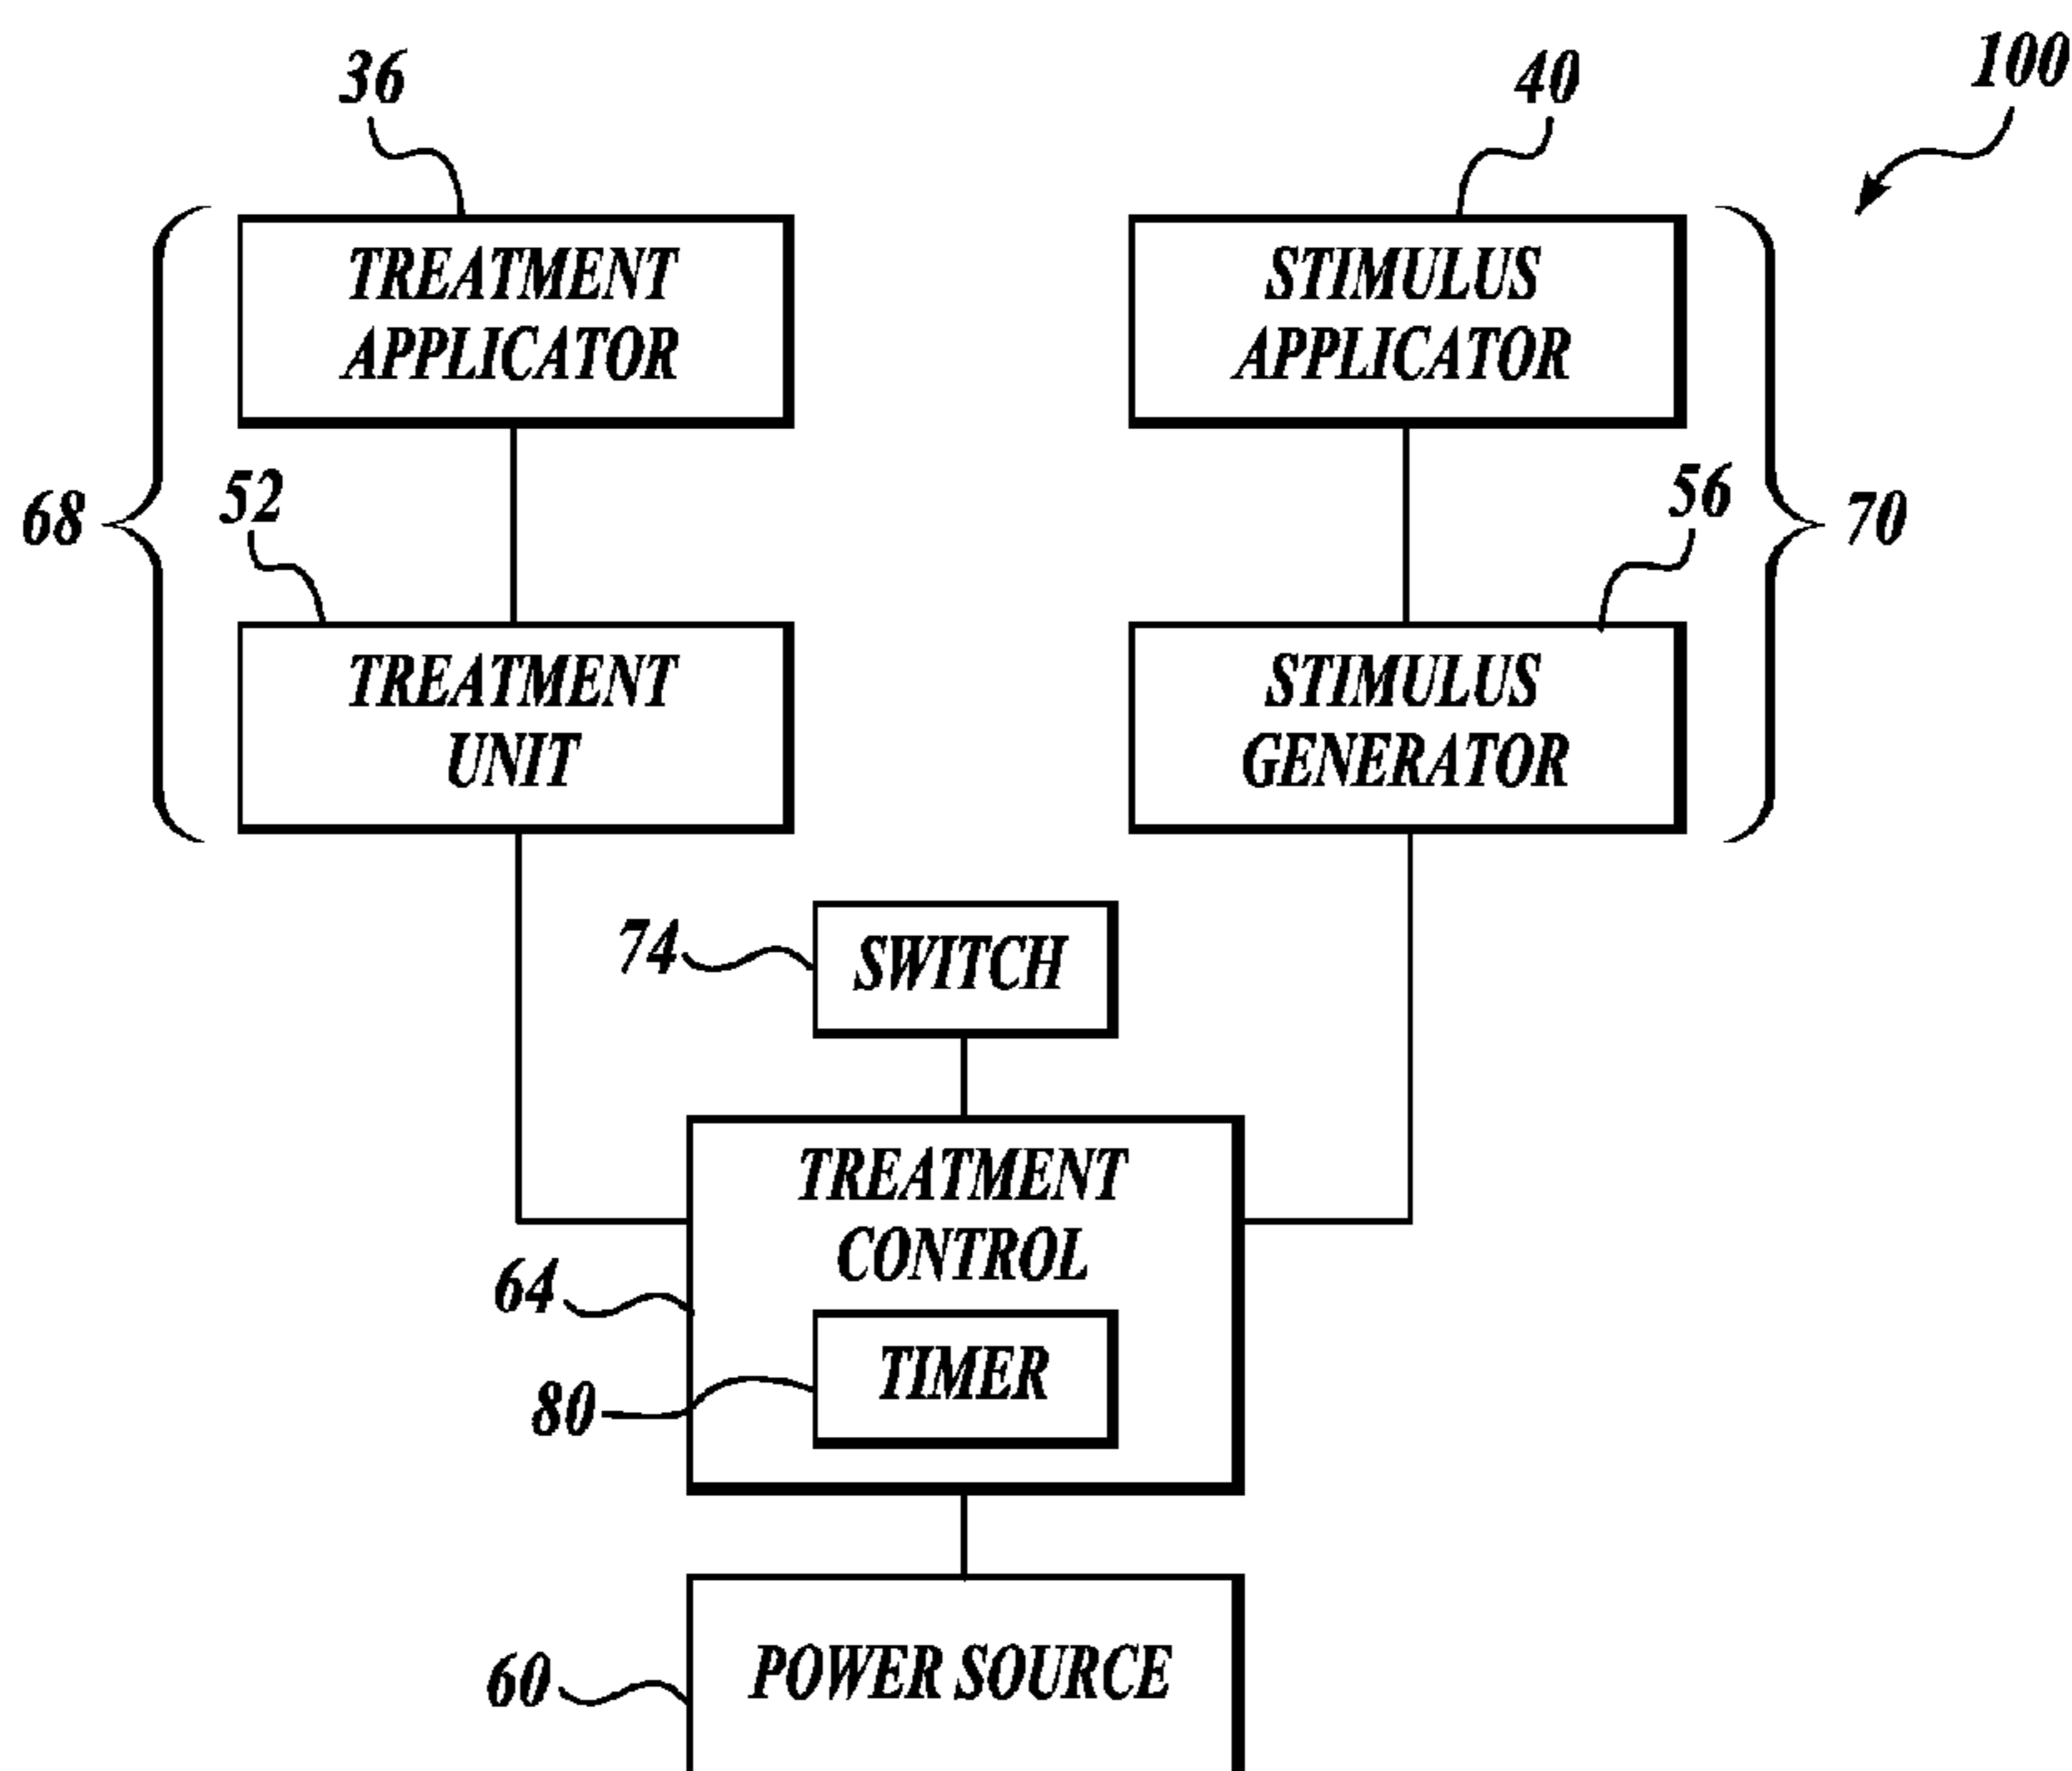 36
40
100
TREATMENT
APPLICATOR
STIMULUS
APPLICATOR
68
52
56
70
TREATMENT
UNIT
STIMULUS
GENERATOR
74
SWITCH
TREATMENT
CONTROL
64
TIMER
80
60
POWER SOURCE